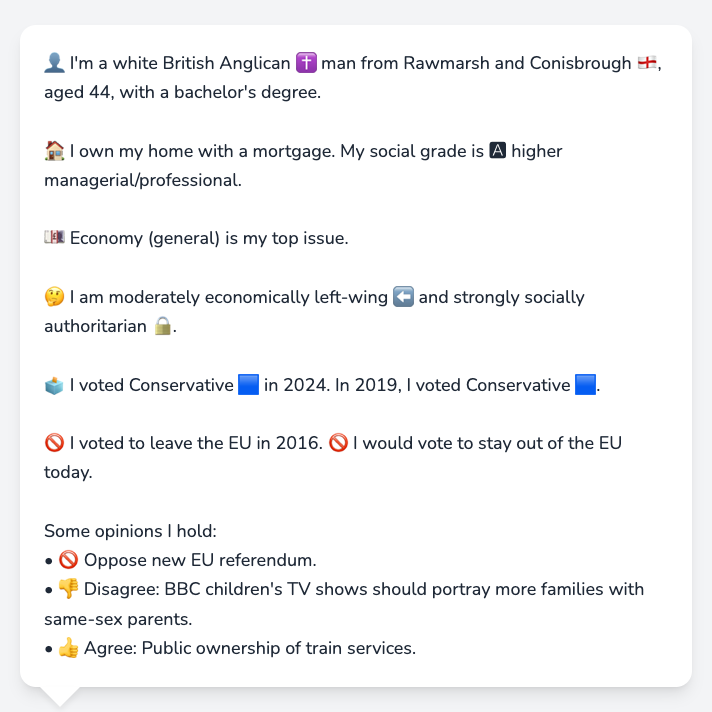 👤 I'm a white British Anglican ✝️ man from Rawmarsh and Conisbrough 🏴󠁧󠁢󠁥󠁮󠁧󠁿,
aged 44, with a bachelor's degree.
🏠 I own my home with a mortgage. My social grade is 🅰️ higher
managerial/professional.
💷 Economy (general) is my top issue.
🤔 I am moderately economically left-wing ⬅️ and strongly socially
authoritarian 🔒.
🗳️ I voted Conservative 🟦 in 2024. In 2019, I voted Conservative 🟦.
🚫 I voted to leave the EU in 2016. 🚫 I would vote to stay out of the EU
today.
Some opinions I hold:
• 🚫 Oppose new EU referendum.
• 👎 Disagree: BBC children's TV shows should portray more families with
same-sex parents.
• 👍 Agree: Public ownership of train services.